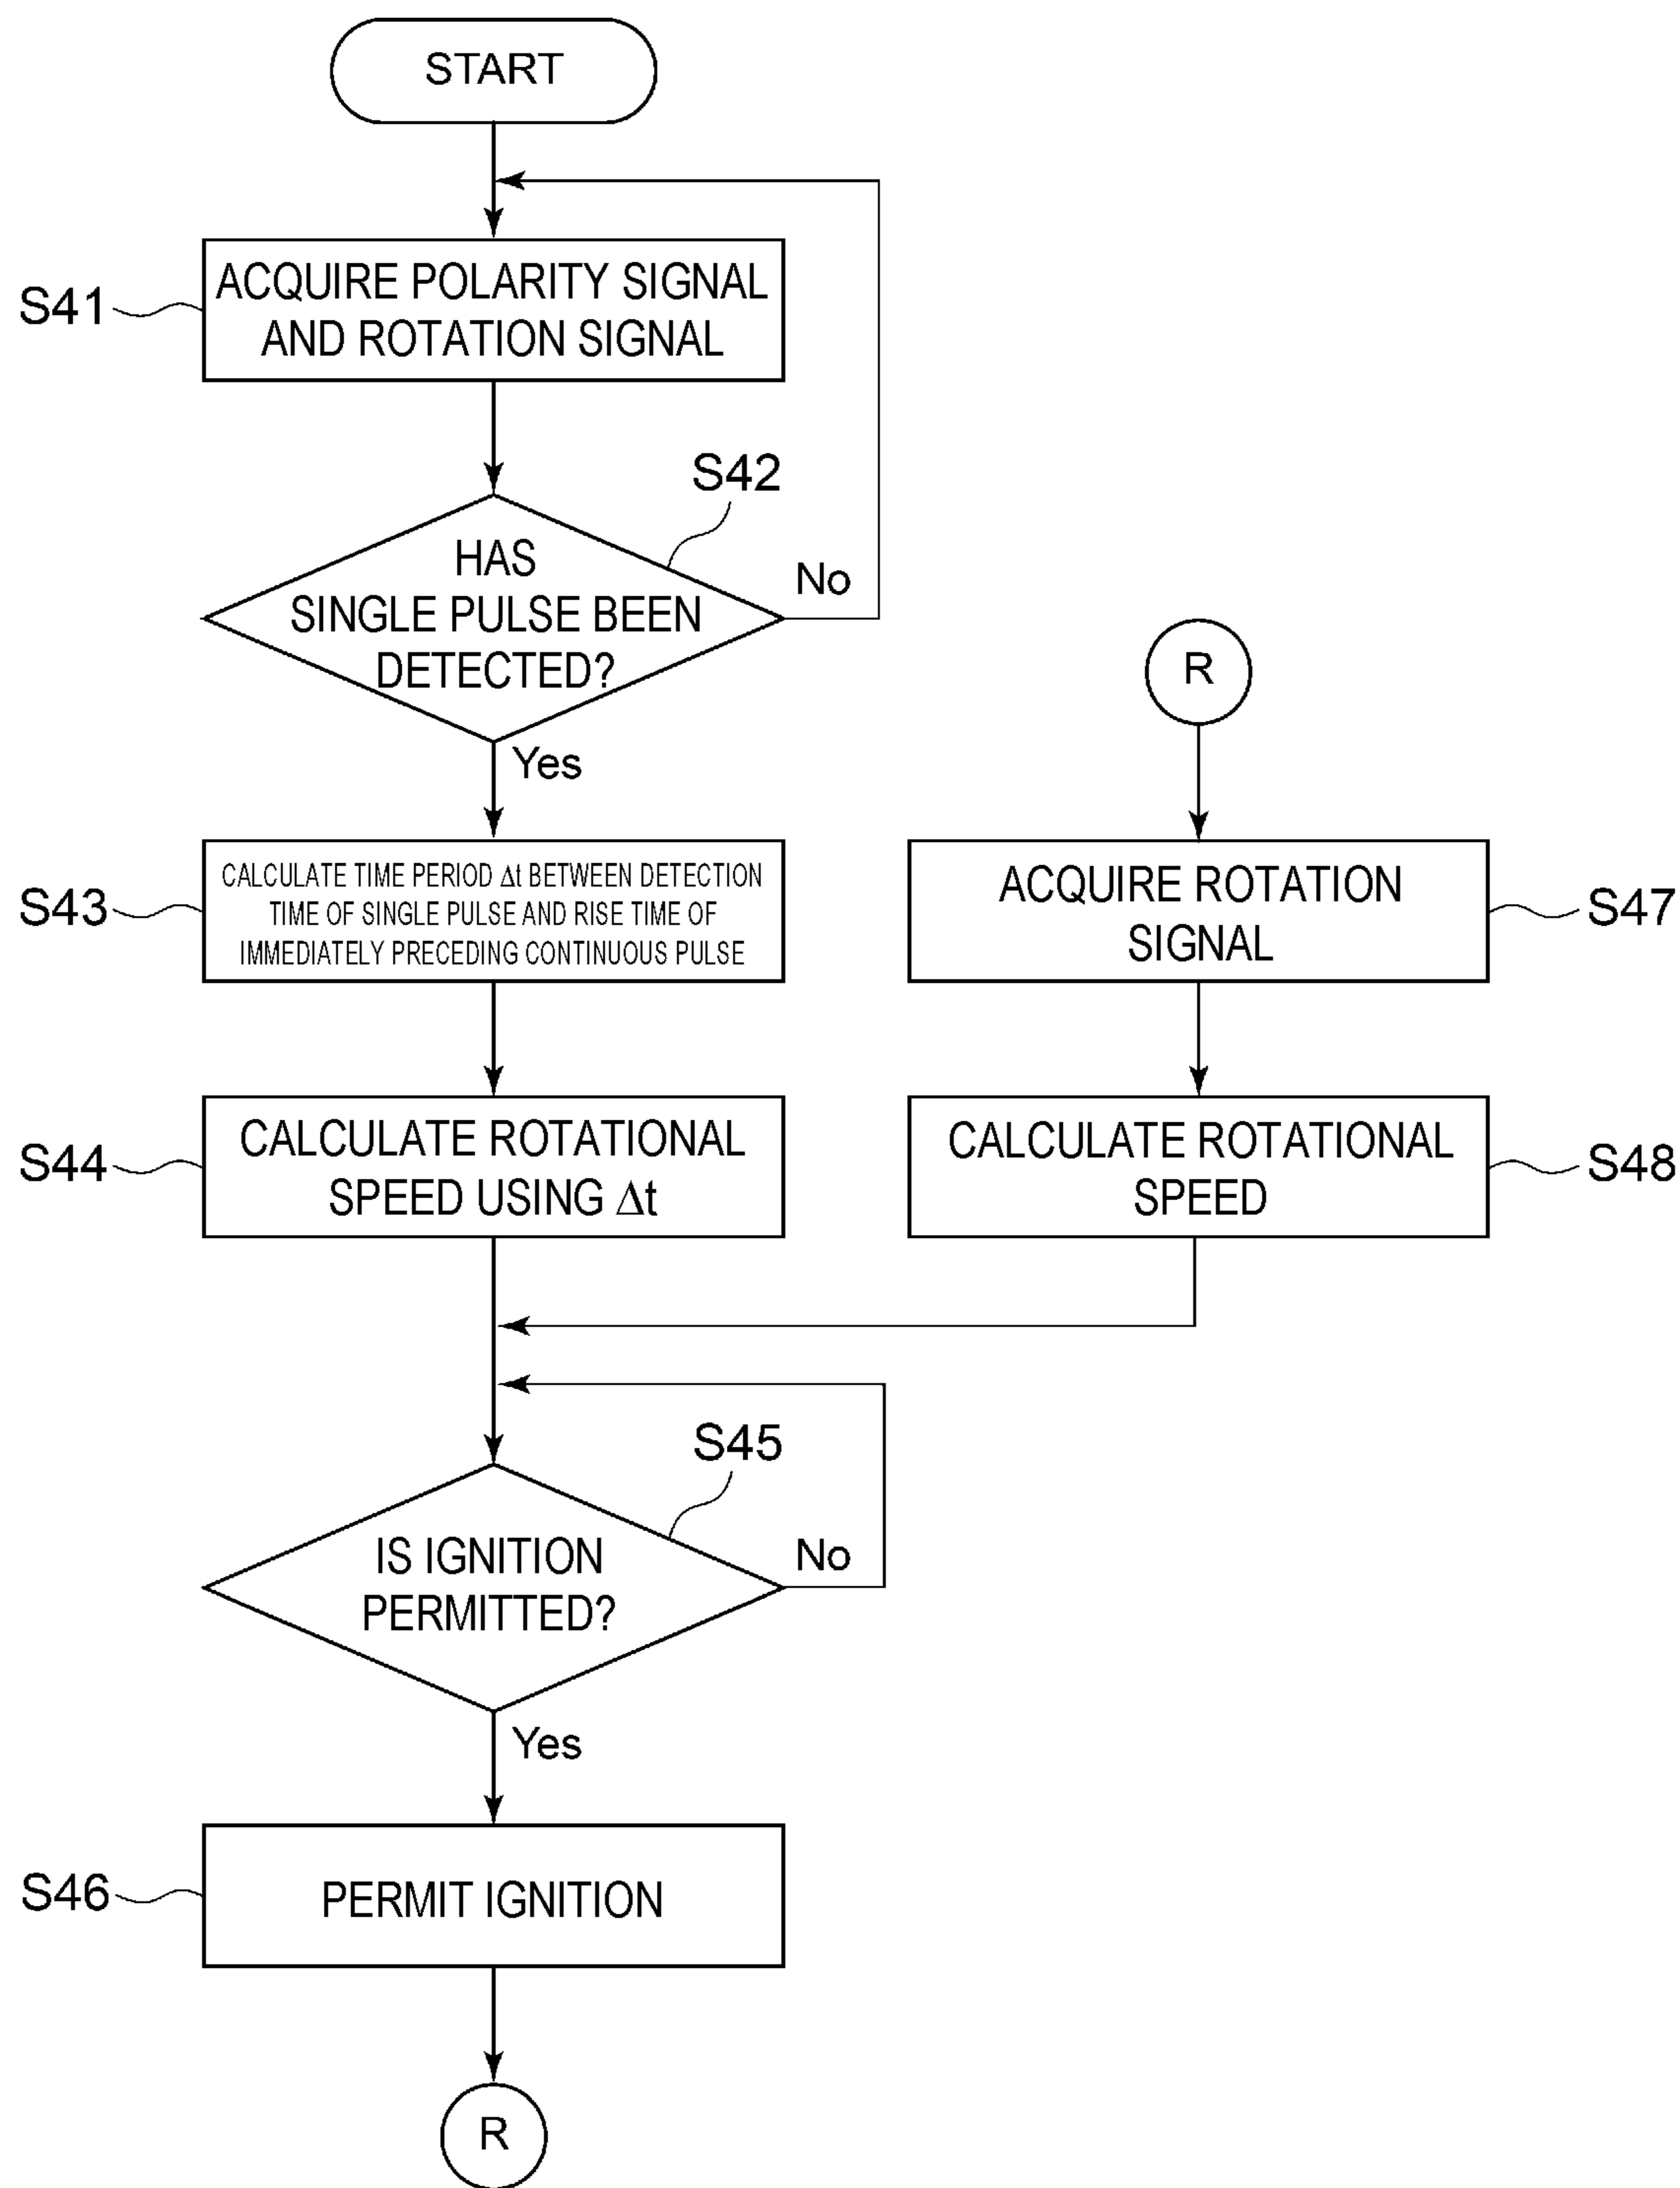 START
S41
ACQUIRE POLARITY SIGNAL
AND ROTATION SIGNAL
S42
HAS
SINGLE PULSE BEEN
DETECTED?
No
Yes
S43
CALCULATE TIME PERIOD Δt BETWEEN DETECTION
TIME OF SINGLE PULSE AND RISE TIME OF
IMMEDIATELY PRECEDING CONTINUOUS PULSE
S44
CALCULATE ROTATIONAL
SPEED USING Δt
S45
IS IGNITION
PERMITTED?
No
Yes
S46
PERMIT IGNITION
R
R
ACQUIRE ROTATION
SIGNAL
S47
CALCULATE ROTATIONAL
SPEED
S48